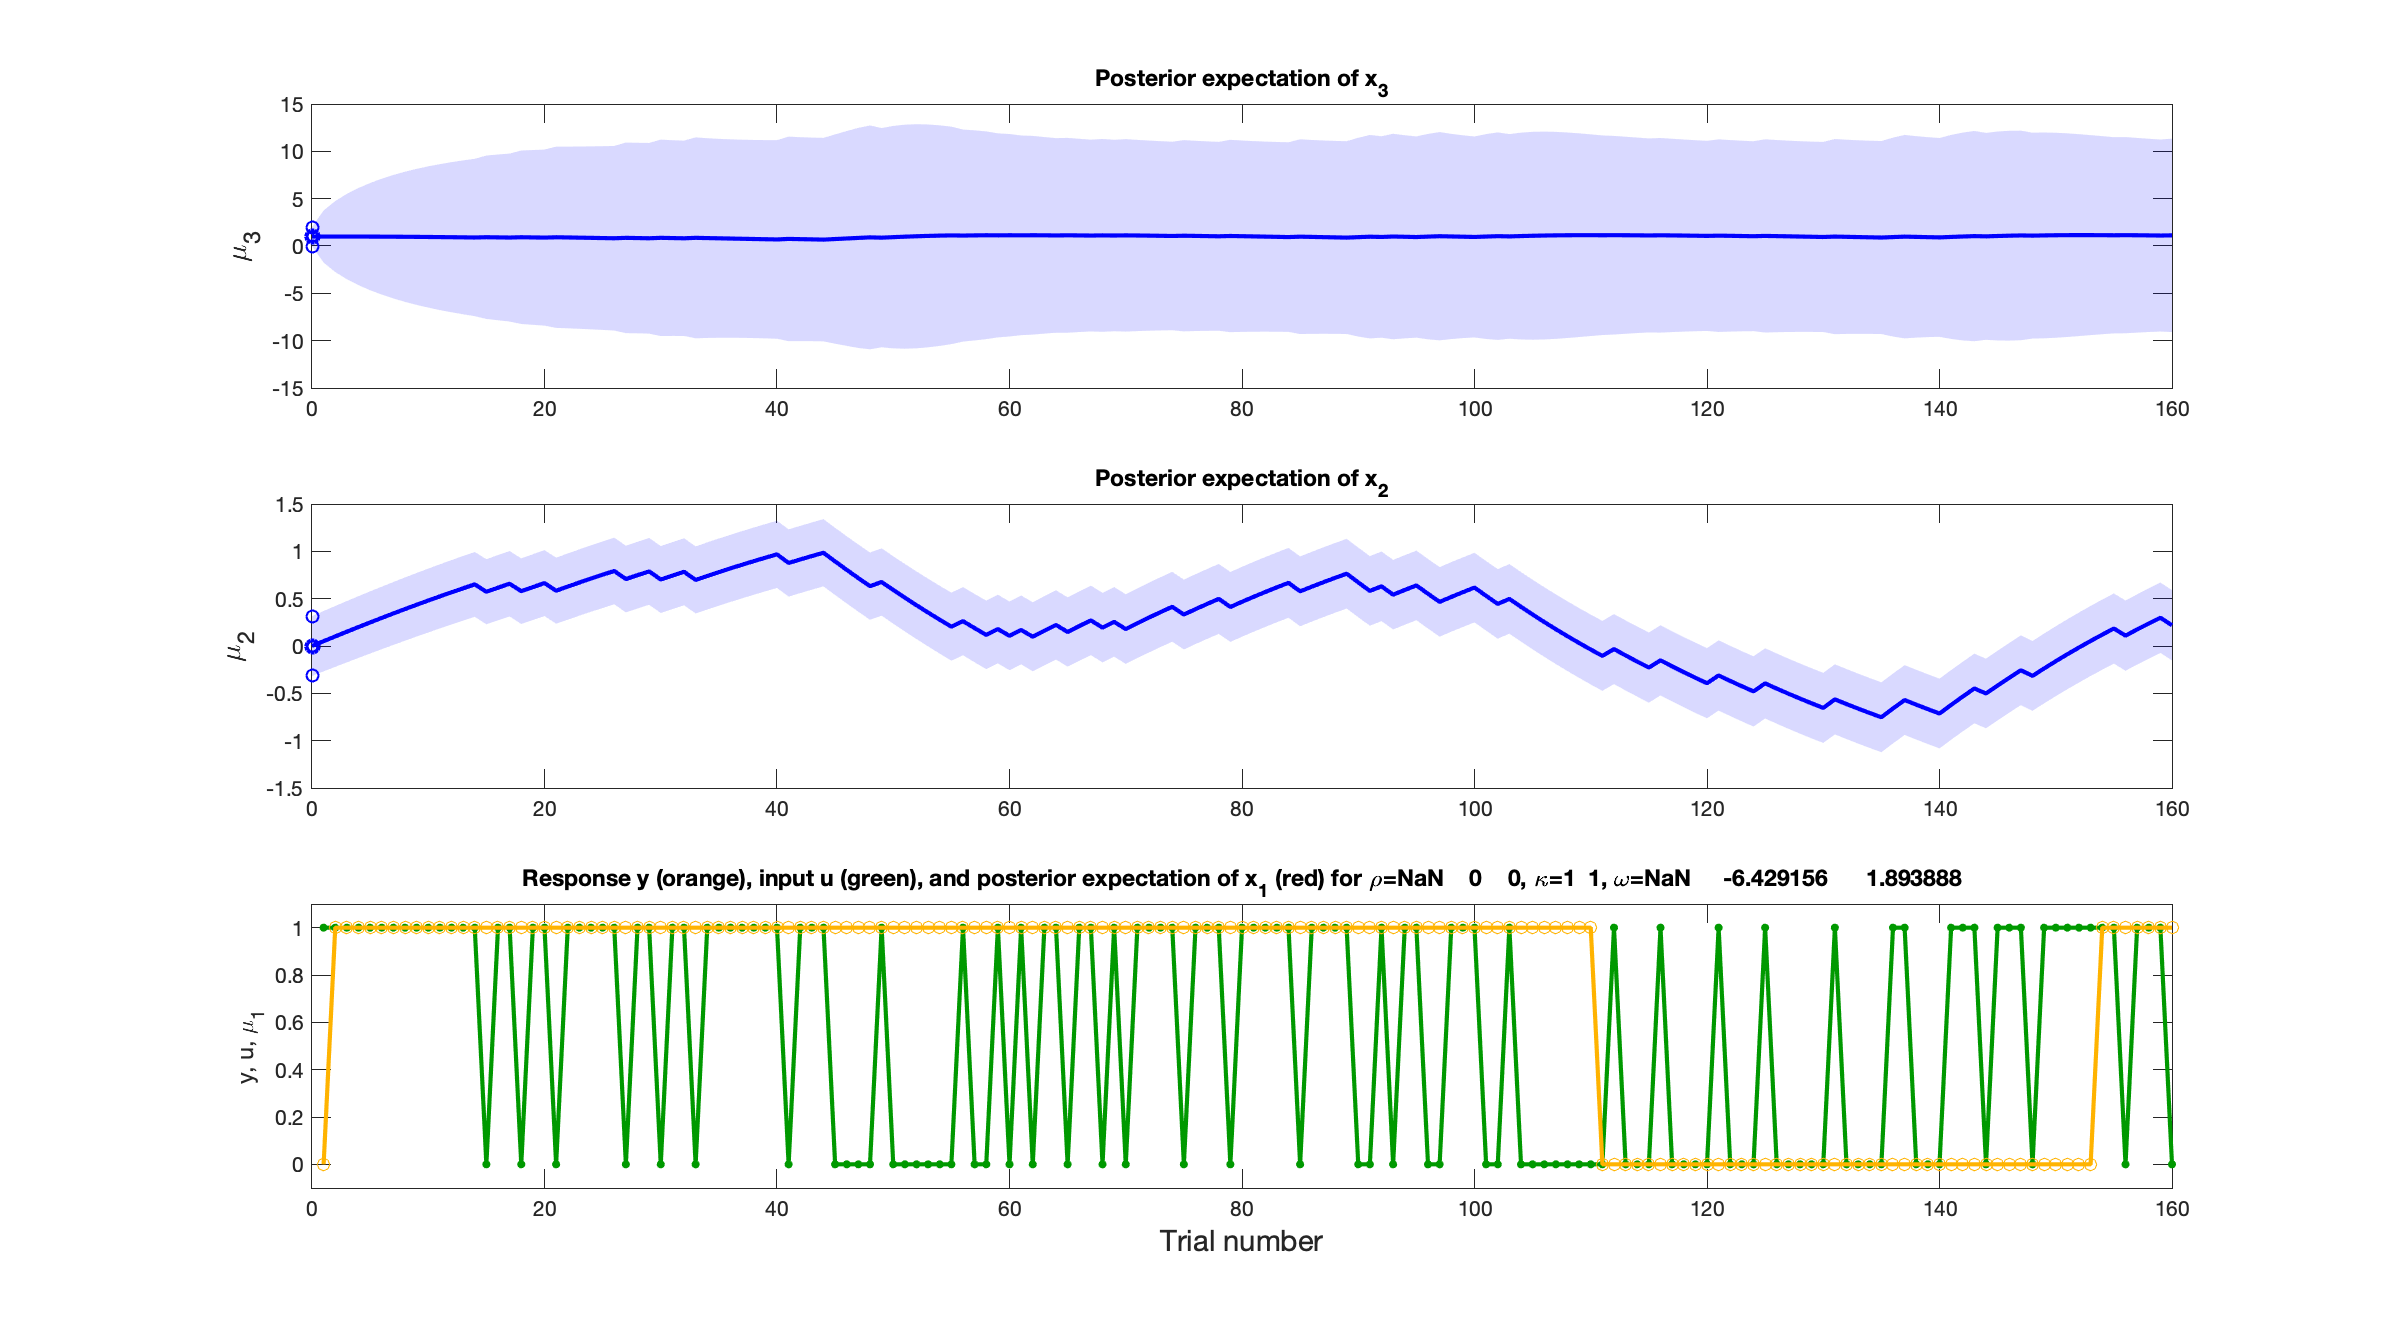 Posterior expectation of x3
15
10
5
0
-5
-10
-15
μ3
0 20 40 60 80 100 120 140 160
Posterior expectation of x2
1.5
1
0.5
0
-0.5
-1
-1.5
μ2
0 20 40 60 80 100 120 140 160
Response y (orange), input u (green), and posterior expectation of x1 (red) for ρ=NaN 0 0, κ=1 1, ω=NaN -6.429156 1.893888
1
0.8
0.6
0.4
0.2
0
y, u, μ1
0 20 40 60 80 100 120 140 160
Trial number